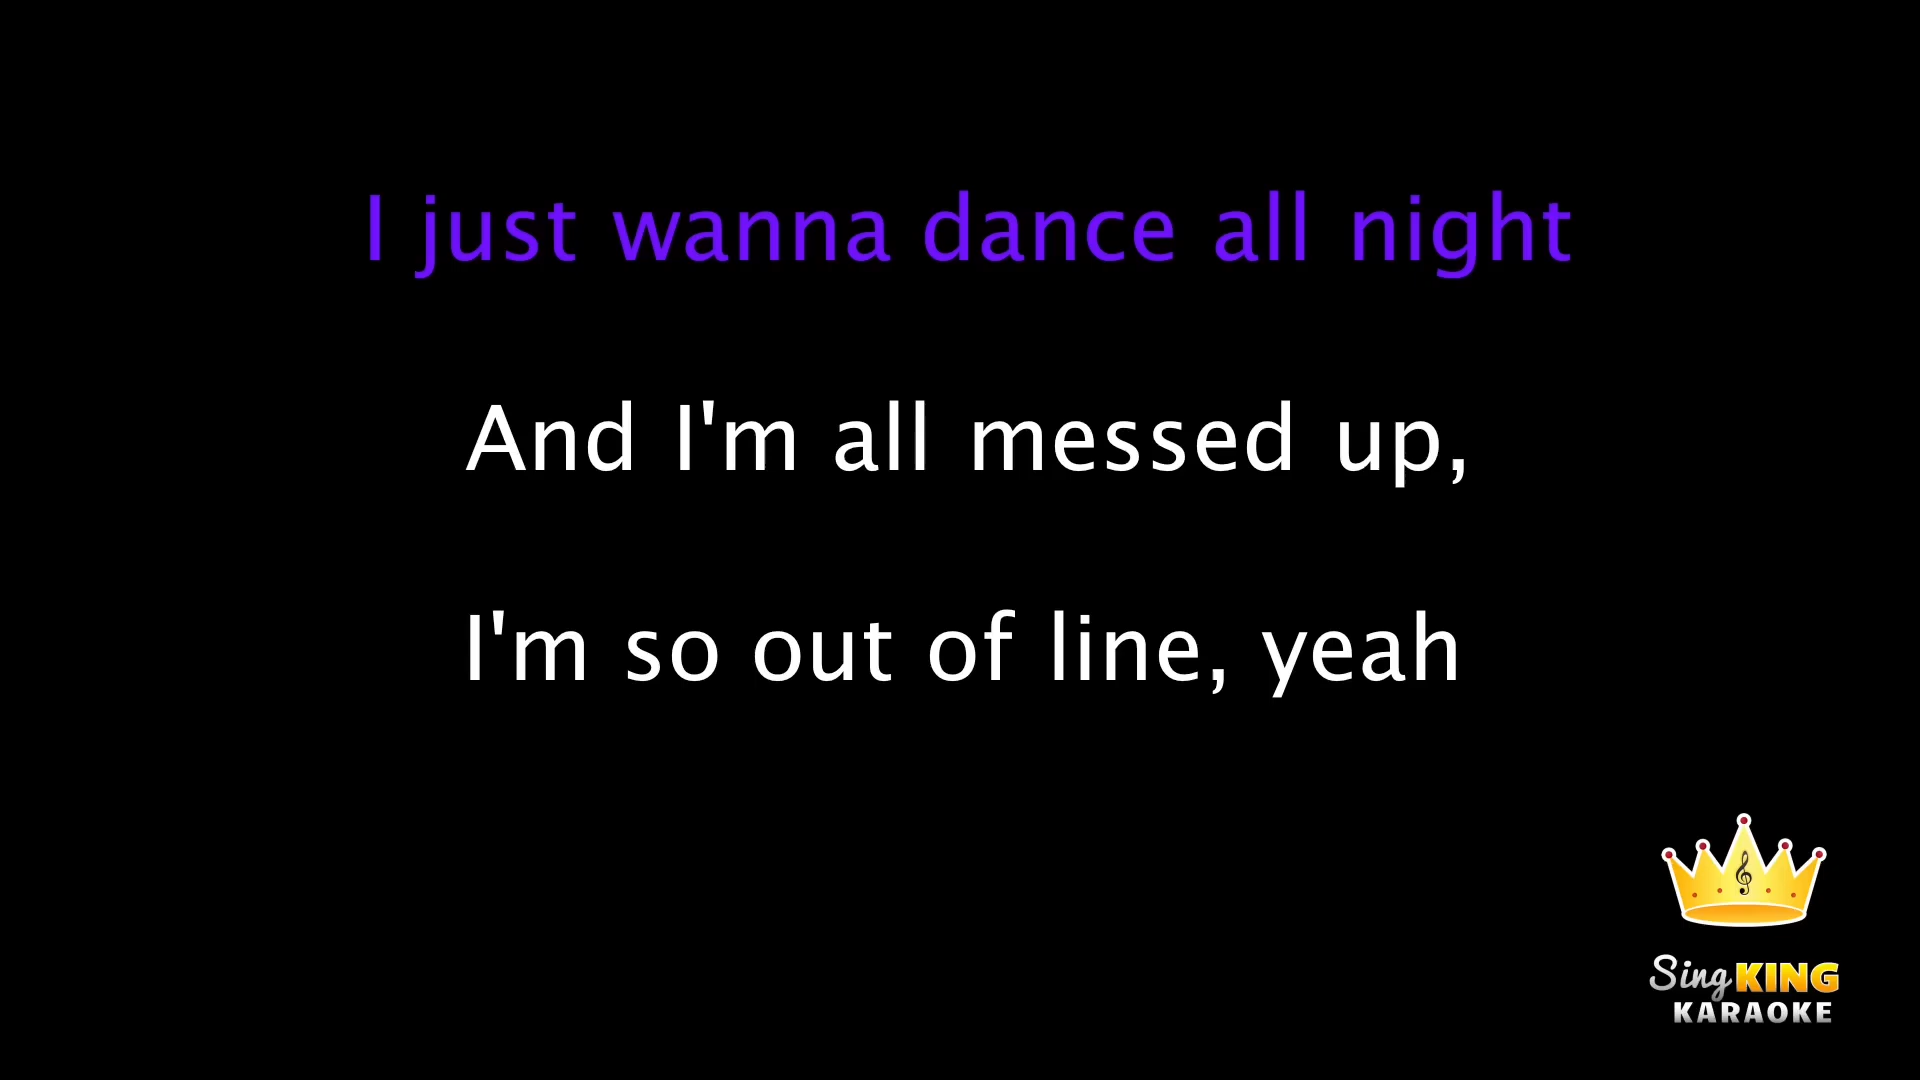 I just wanna dance all night
And I'm all messed up,
I'm so out of line, yeah
Sing KING
KARAOKE